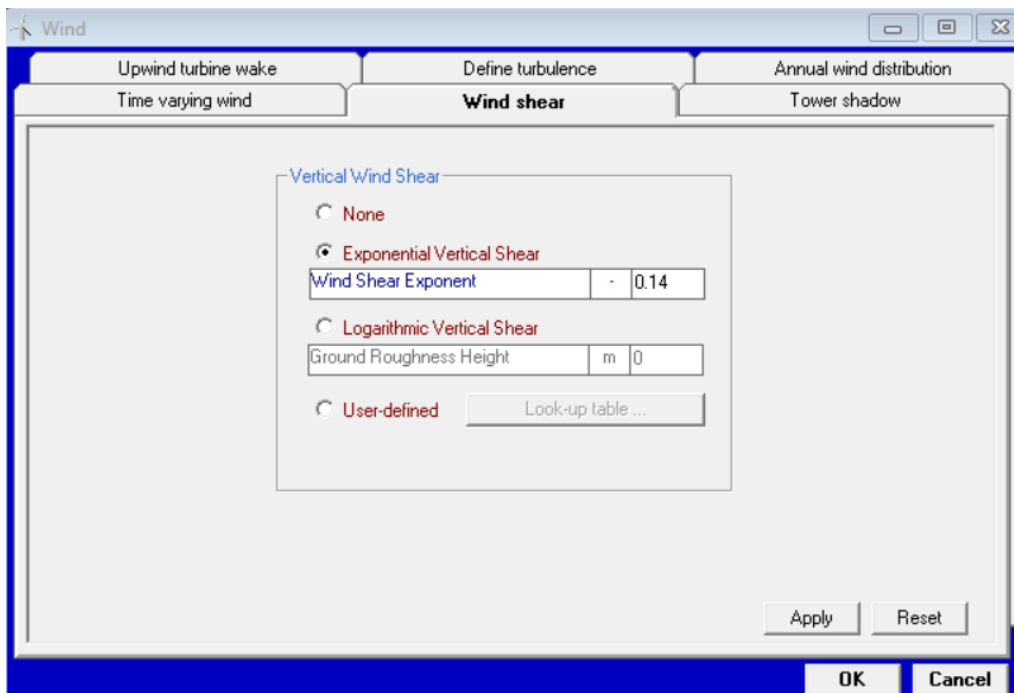 Wind
Upwind turbine wake Define turbulence Annual wind distribution
Time varying wind Wind shear Tower shadow
Vertical Wind Shear
None
Exponential Vertical Shear
Wind Shear Exponent - 0.14
Logarithmic Vertical Shear
Ground Roughness Height m 0
User-defined Look-up table ...
Apply Reset
OK Cancel